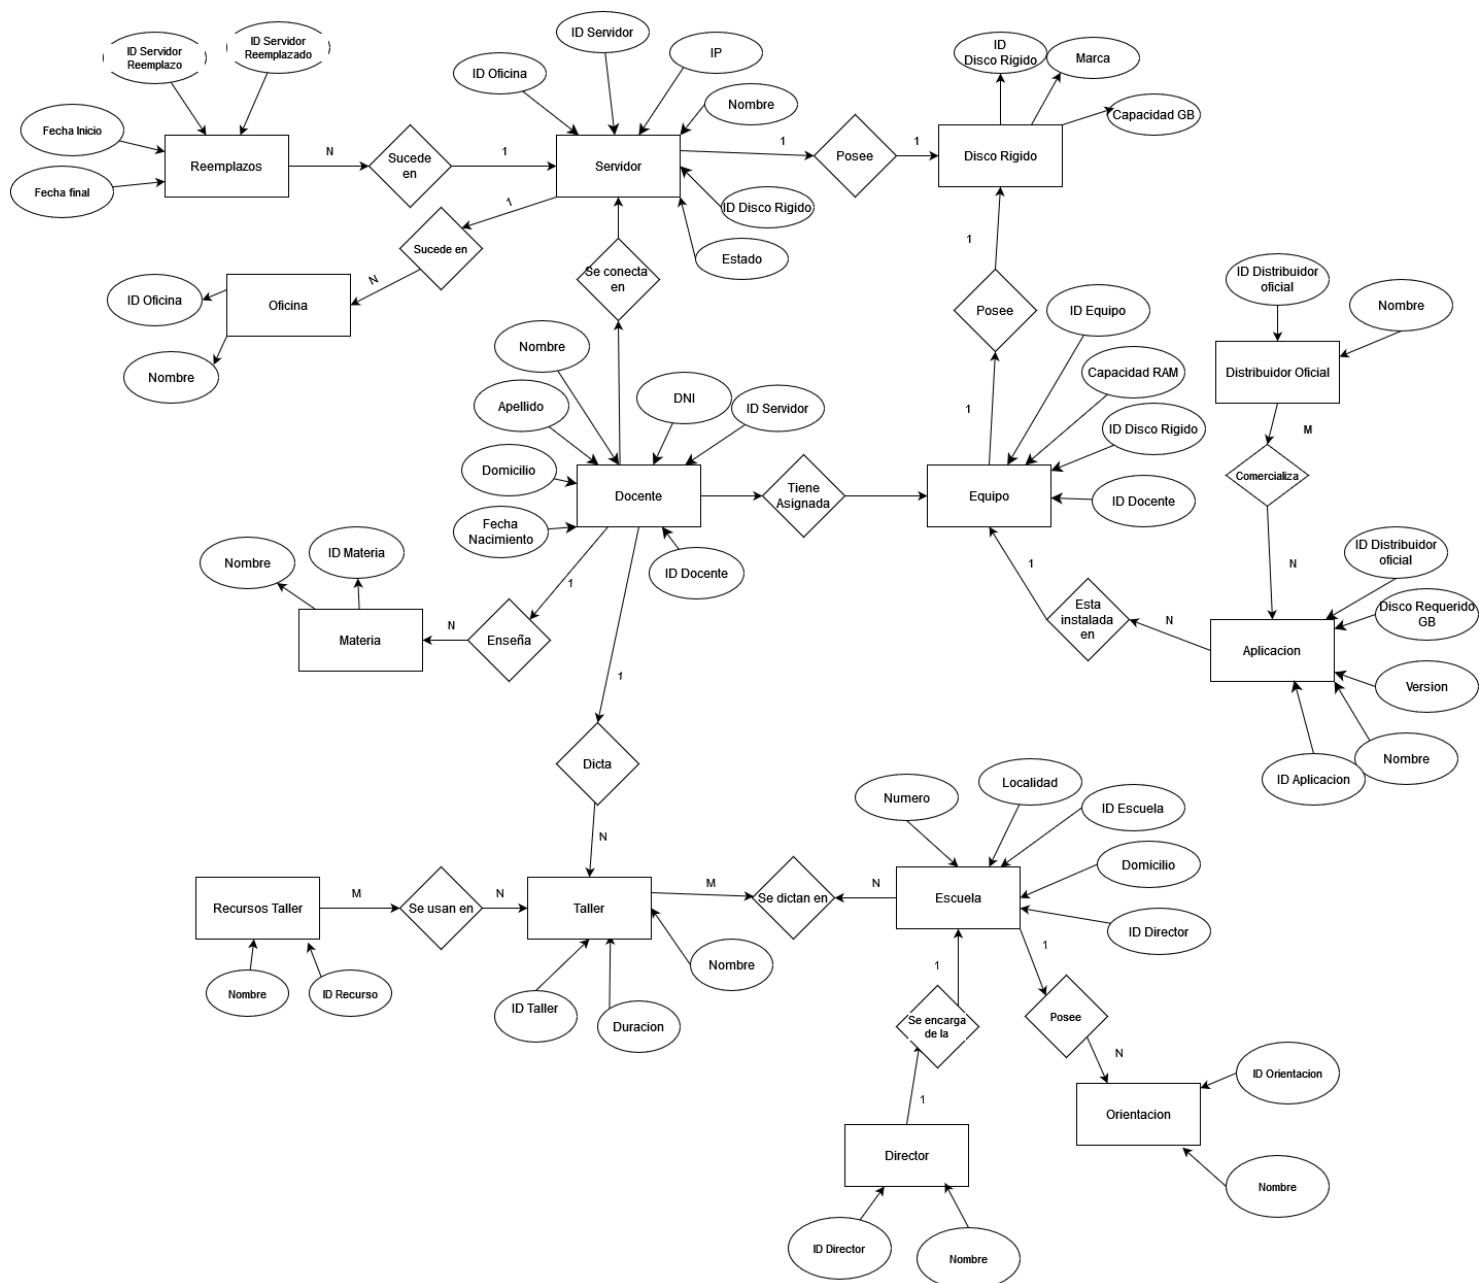 ID Servidor
Reemplazo
ID Servidor
Reemplazado
Fecha Inicio
Fecha final
Reemplazos
N
Sucede
en
1
ID Oficina
ID Servidor
IP
Nombre
Servidor
ID Disco Rigido
Estado
1
Posee
1
ID
Disco Rigido
Marca
Capacidad GB
Disco Rigido
1
Sucede en
N
ID Oficina
Oficina
Nombre
Se conecta
en
1
Posee
1
ID Equipo
Capacidad RAM
ID Disco Rigido
ID Docente
Equipo
ID Distribuidor
oficial
Nombre
Distribuidor Oficial
M
Comercializa
N
Nombre
Apellido
Domicilio
Fecha
Nacimiento
DNI
ID Servidor
Docente
ID Docente
Tiene
Asignada
1
Esta
instalada
en
N
ID Distribuidor
oficial
Disco Requerido
GB
Version
Nombre
ID Aplicacion
Aplicacion
Nombre
ID Materia
Materia
N
Enseña
1
1
Dicta
N
Recursos Taller
Nombre
ID Recurso
M
Se usan en
N
Taller
ID Taller
Duracion
Nombre
M
Se dictan en
N
Numero
Localidad
ID Escuela
Domicilio
ID Director
Escuela
1
Se encarga
de la
1
1
Posee
N
ID Orientacion
Orientacion
Nombre
Director
ID Director
Nombre